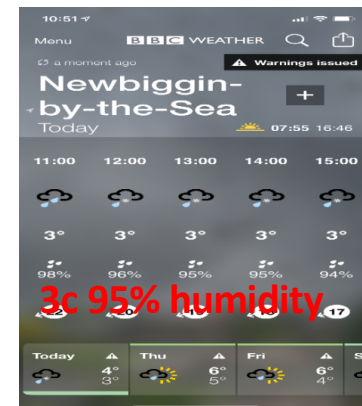 10:51
Menu BBC WEATHER
a moment ago Warnings issued
Newbiggin-
by-the-Sea
Today 07:55 16:46
11:00 12:00 13:00 14:00 15:00
3° 3° 3° 3° 3°
98% 96% 95% 95% 94%
3c 95% humidity
17
Today Thu Fri S
4° 6° 6°
3° 5° 4°